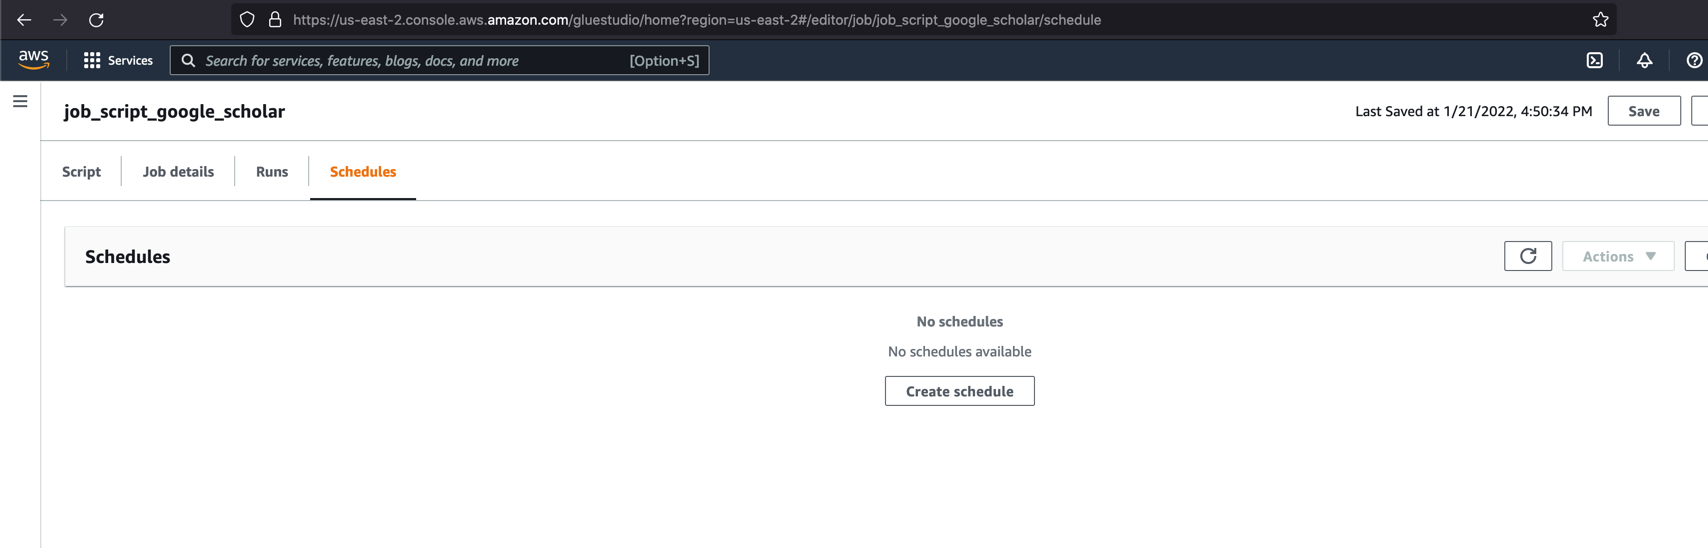 https://us-east-2.console.aws.amazon.com/gluestudio/home?region=us-east-2#/editor/job/job_script_google_scholar/schedule
aws Services Search for services, features, blogs, docs, and more [Option+S]
job_script_google_scholar Last Saved at 1/21/2022, 4:50:34 PM Save
Script Job details Runs Schedules
Schedules Actions
No schedules
No schedules available
Create schedule